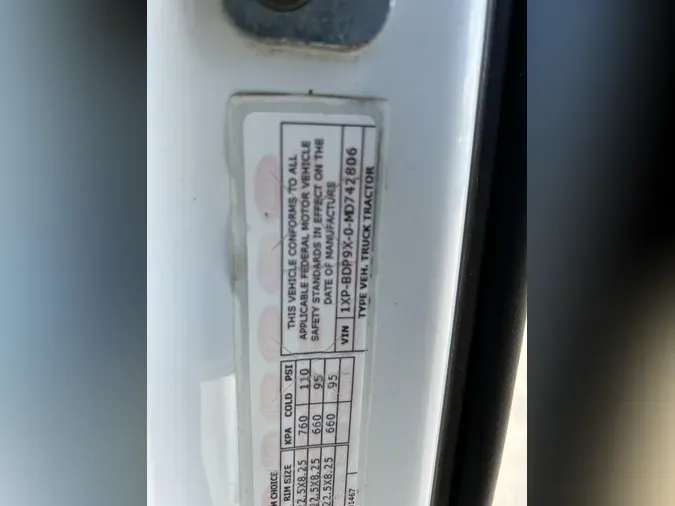 THIS VEHICLE CONFORMS TO ALL
APPLICABLE FEDERAL MOTOR VEHICLE
SAFETY STANDARDS IN EFFECT ON THE
DATE OF MANUFACTURE
VIN 1XP-BDP9X-0-MD742806
TYPE VEH. TRUCK TRACTOR
CHOICE
RIM SIZE KPA COLD PSI
22.5X8.25 760 110
22.5X8.25 660 95
22.5X8.25 660 95
1467